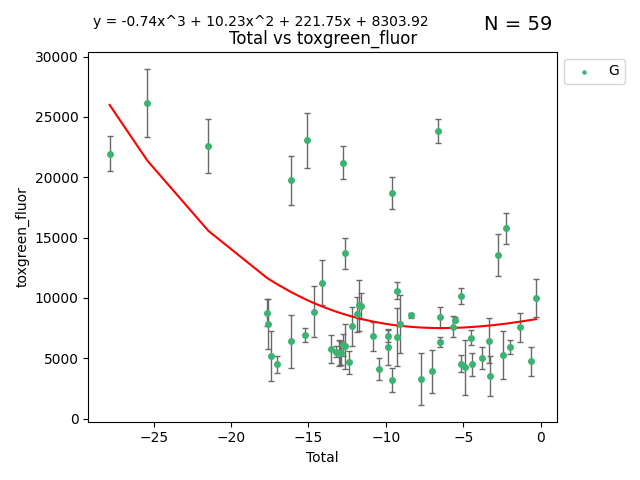 y = -0.74x^3 + 10.23x^2 + 221.75x + 8303.92
N = 59
Total vs toxgreen_fluor
G
30000
25000
20000
15000
10000
5000
0
toxgreen_fluor
−25
−20
−15
−10
−5
0
Total